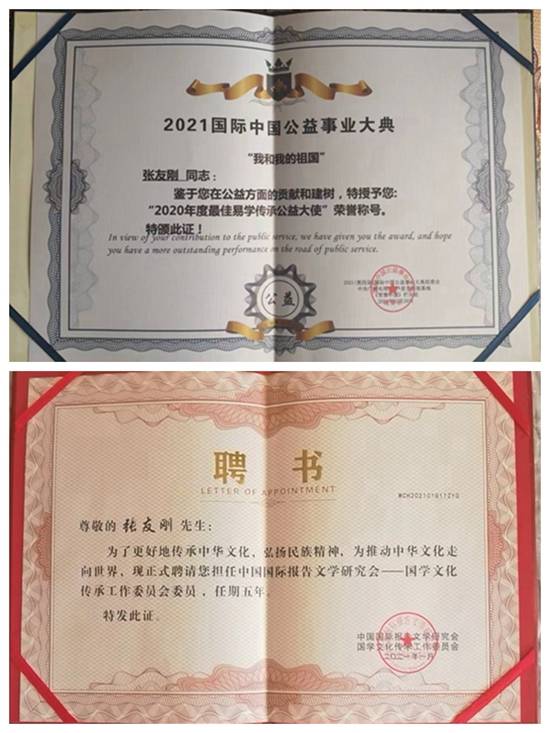 2021国际中国公益事业大典
“我和我的祖国”
张友刚 同志：
鉴于您在公益方面的贡献和建树，特授予您:
“2020年度最佳易学传承公益大使”荣誉称号。
特颁此证！
In view of your contribution to the public service, we have given you the award, and hope
you have a more outstanding performance on the road of public service.
公益
聘 书
LETTER OF APPOINTMENT
尊敬的 张友刚 先生：
为了更好地传承中华文化、弘扬民族精神，为推动中华文化走
向世界，现正式聘请您担任中国国际报告文学研究会——国学文化
传承工作委员会委员，任期五年。
特发此证。
中国国际报告文学研究会
国学文化传承工作委员会
二〇二一年一月